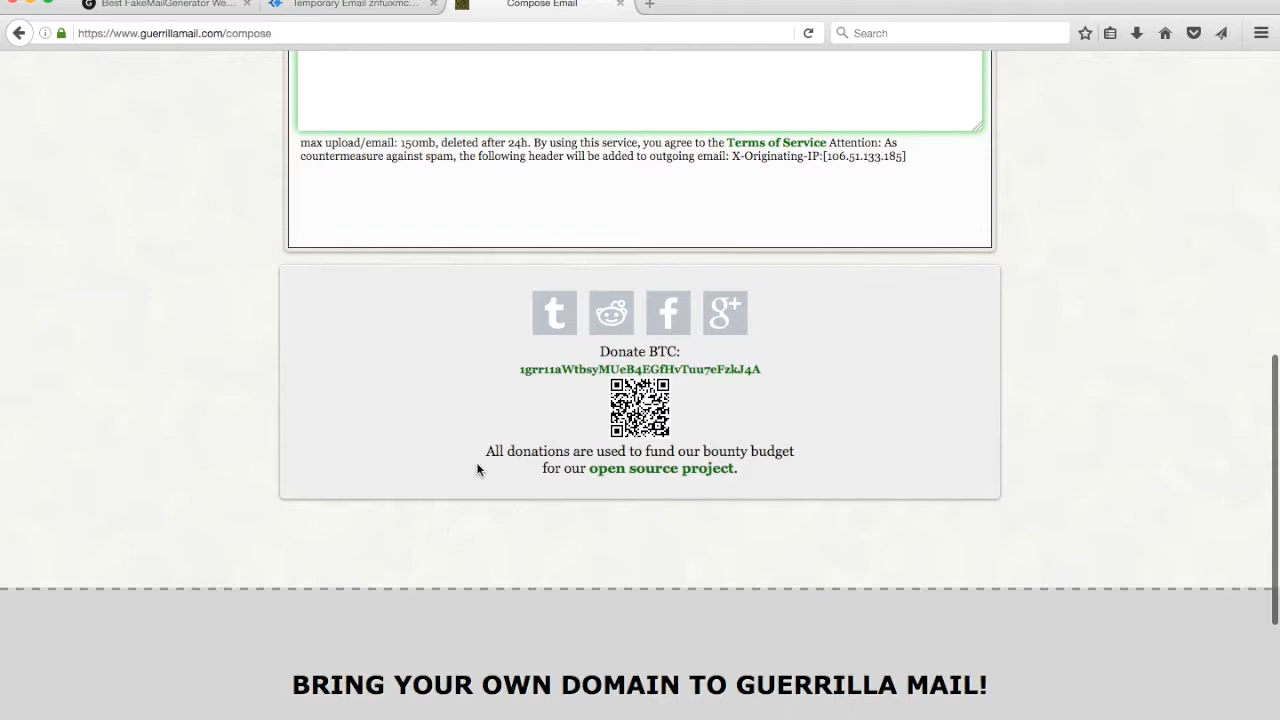 Best FakeMailGenerator We...
Temporary Email znfuixmc...
Compose Email
https://www.guerrillamail.com/compose
Search
max upload/email: 150mb, deleted after 24h. By using this service, you agree to the Terms of Service Attention: As
countermeasure against spam, the following header will be added to outgoing email: X-Originating-IP:[106.51.133.185]
Donate BTC:
1grr11aWtbsyMUeB4EGfHvTuu7eFzkJ4A
All donations are used to fund our bounty budget
for our open source project.
BRING YOUR OWN DOMAIN TO GUERRILLA MAIL!